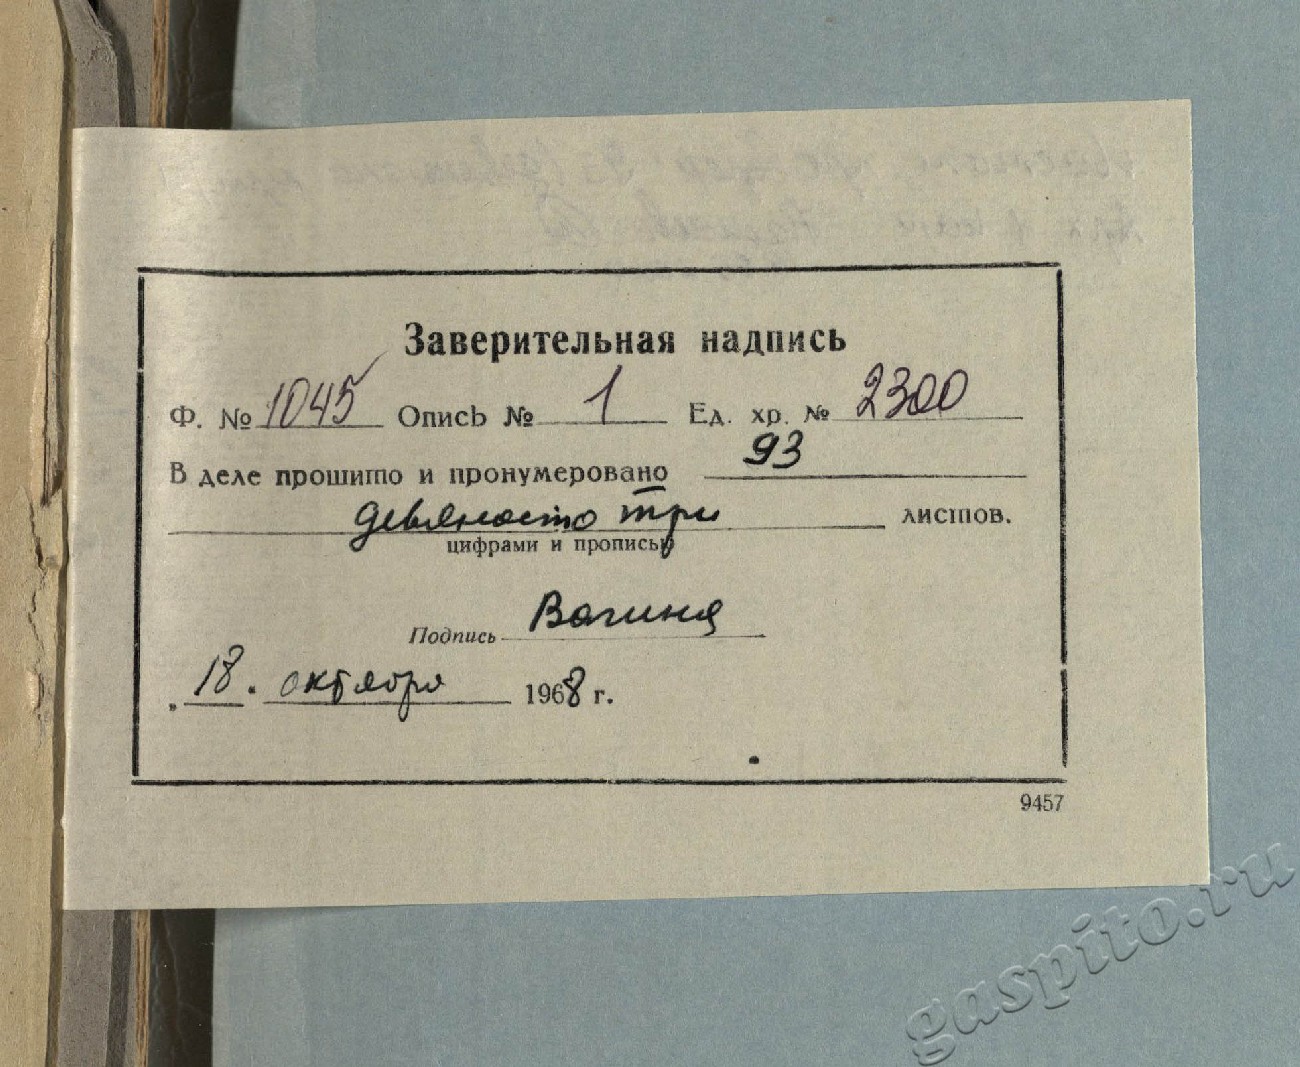 Заверительная надпись
Ф. № 1045 Опись № 1 Ед. хр. № 2300
В деле прошито и пронумеровано 93
девяносто три листов.
цифрами и прописью
Подпись Вагина
„ 18 " октября 1968 г.
9457
gaspito.ru